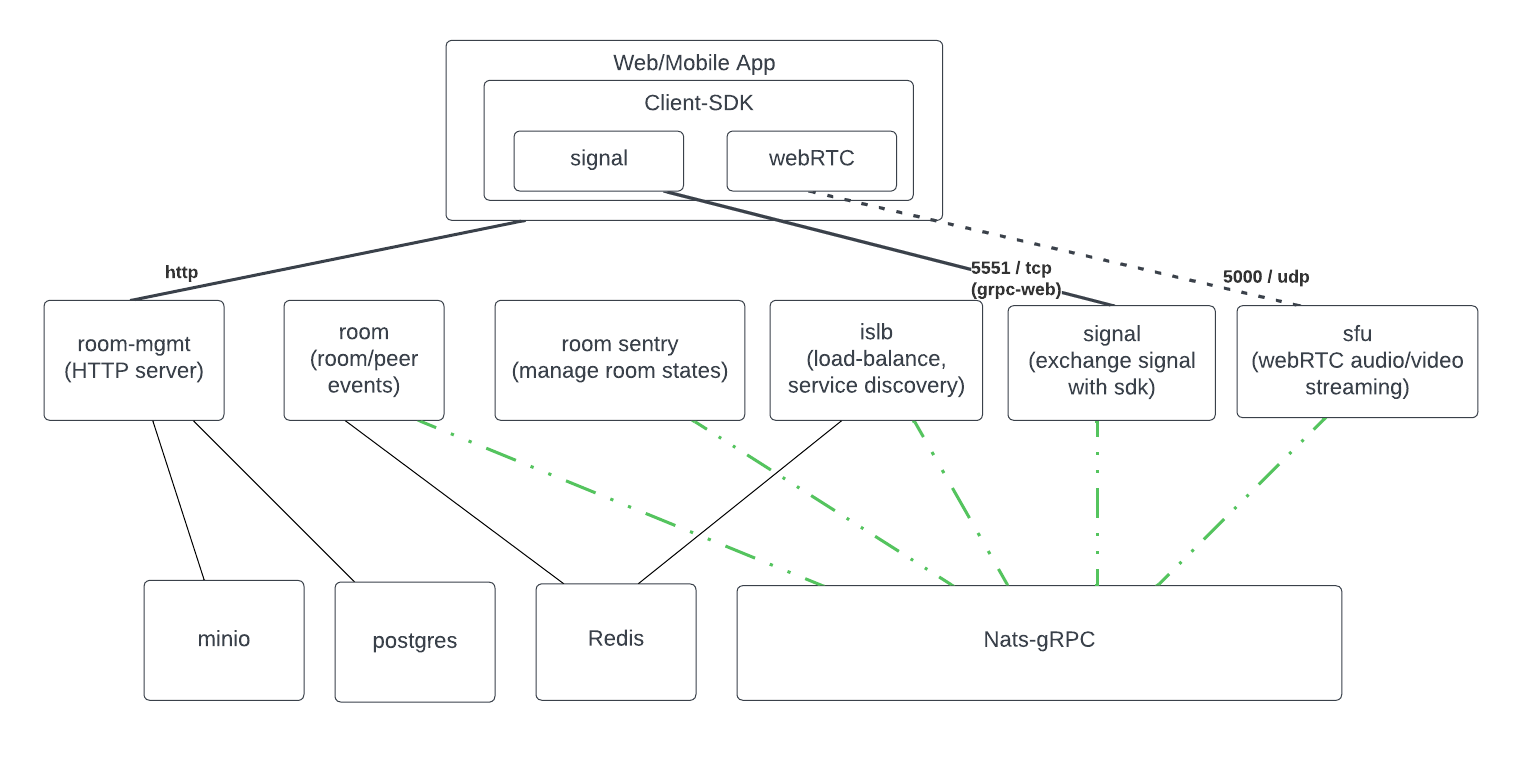 Web/Mobile App
Client-SDK
signal
webRTC
http
5551 / tcp
(grpc-web)
5000 / udp
room-mgmt
(HTTP server)
room
(room/peer
events)
room sentry
(manage room states)
islb
(load-balance,
service discovery)
signal
(exchange signal
with sdk)
sfu
(webRTC audio/video
streaming)
minio
postgres
Redis
Nats-gRPC